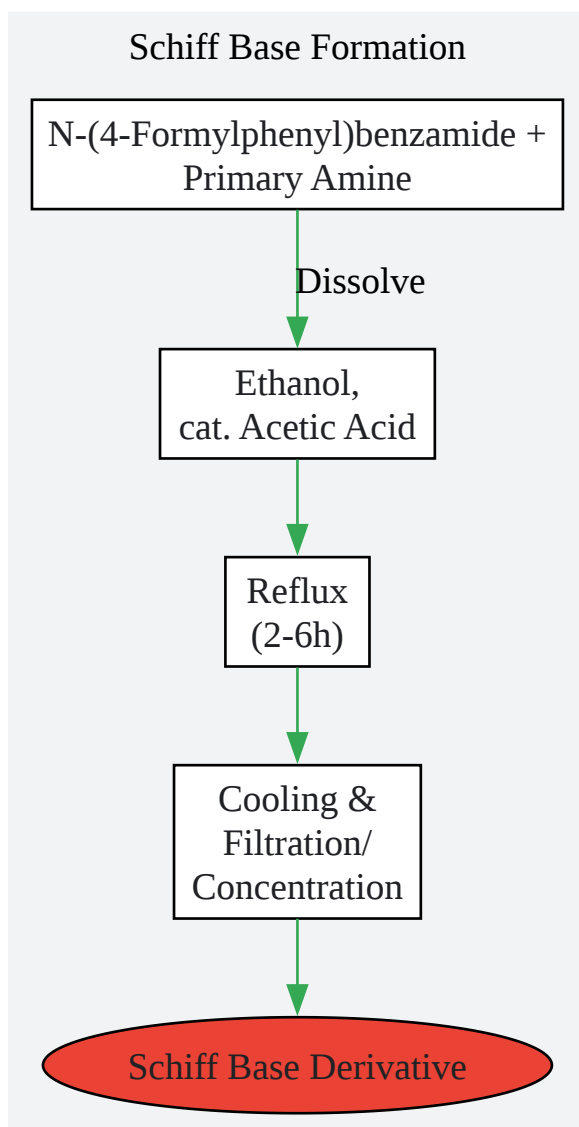 Schiff Base Formation
N-(4-Formylphenyl)benzamide +
Primary Amine
Dissolve
Ethanol,
cat. Acetic Acid
Reflux
(2-6h)
Cooling &
Filtration/
Concentration
Schiff Base Derivative